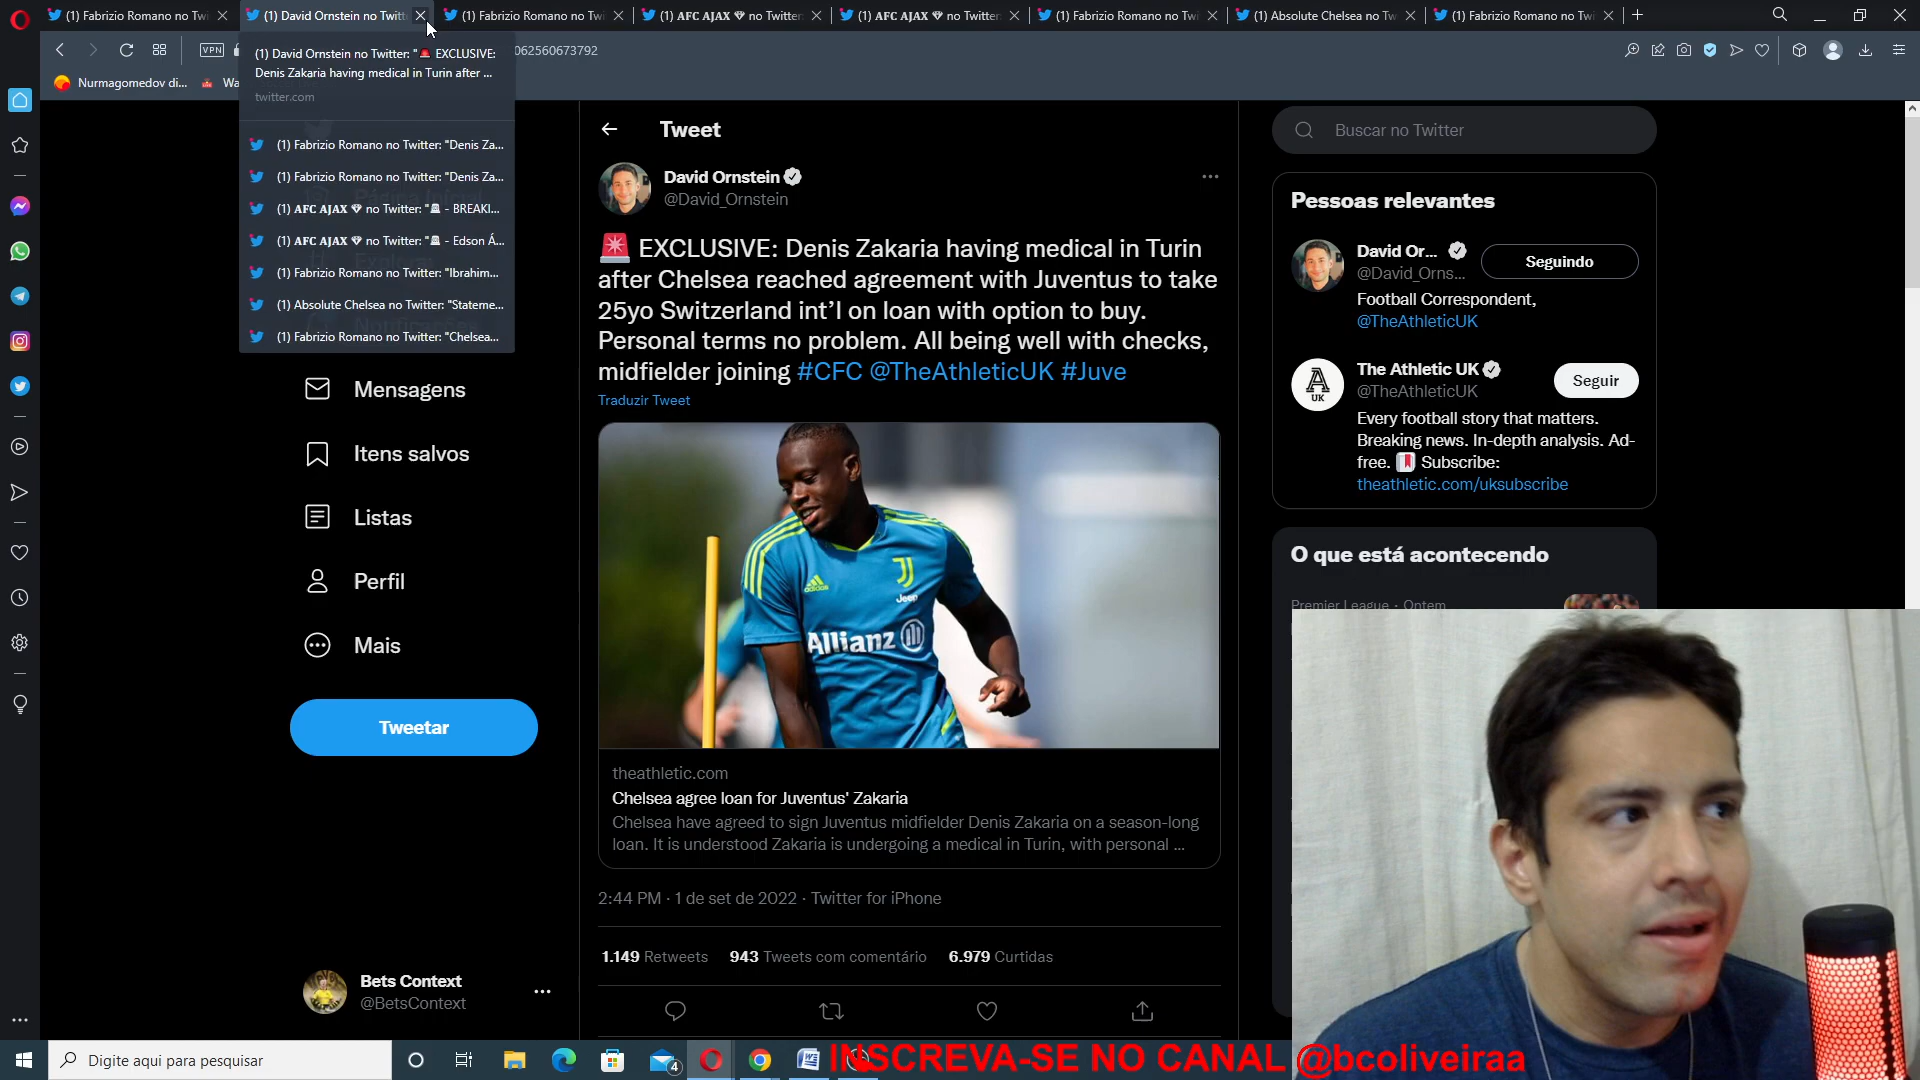 (1) Fabrizio Romano no Twi
(1) David Ornstein no Twitt
(1) Fabrizio Romano no Twi
(1) AFC AJAX 💎 no Twitter:
(1) AFC AJAX 💎 no Twitter:
(1) Fabrizio Romano no Twi
(1) Absolute Chelsea no Tw
(1) Fabrizio Romano no Twi
VPN
062560673792
Nurmagomedov di...
Wa
(1) David Ornstein no Twitter: "🚨 EXCLUSIVE:
Denis Zakaria having medical in Turin after ...
twitter.com
(1) Fabrizio Romano no Twitter: "Denis Za...
(1) Fabrizio Romano no Twitter: "Denis Za...
(1) AFC AJAX 💎 no Twitter: "🚨 - BREAKI...
(1) AFC AJAX 💎 no Twitter: "🚨 - Edson Á...
(1) Fabrizio Romano no Twitter: "Ibrahim...
(1) Absolute Chelsea no Twitter: "Stateme...
(1) Fabrizio Romano no Twitter: "Chelsea...
Mensagens
Itens salvos
Listas
Perfil
Mais
Tweetar
Bets Context
@BetsContext
Tweet
David Ornstein
@David_Ornstein
🚨 EXCLUSIVE: Denis Zakaria having medical in Turin
after Chelsea reached agreement with Juventus to take
25yo Switzerland int’l on loan with option to buy.
Personal terms no problem. All being well with checks,
midfielder joining #CFC @TheAthleticUK #Juve
Traduzir Tweet
Jeep
Allianz
theathletic.com
Chelsea agree loan for Juventus' Zakaria
Chelsea have agreed to sign Juventus midfielder Denis Zakaria on a season-long
loan. It is understood Zakaria is undergoing a medical in Turin, with personal ...
2:44 PM · 1 de set de 2022 · Twitter for iPhone
1.149 Retweets 943 Tweets com comentário 6.979 Curtidas
Buscar no Twitter
Pessoas relevantes
David Or...
@David_Orns...
Seguindo
Football Correspondent,
@TheAthleticUK
The Athletic UK
@TheAthleticUK
Seguir
A
UK
Every football story that matters.
Breaking news. In-depth analysis. Ad-
free. Subscribe:
theathletic.com/uksubscribe
O que está acontecendo
Premier League · Ontem
Digite aqui para pesquisar
4
INSCREVA-SE NO CANAL @bcoliveiraa